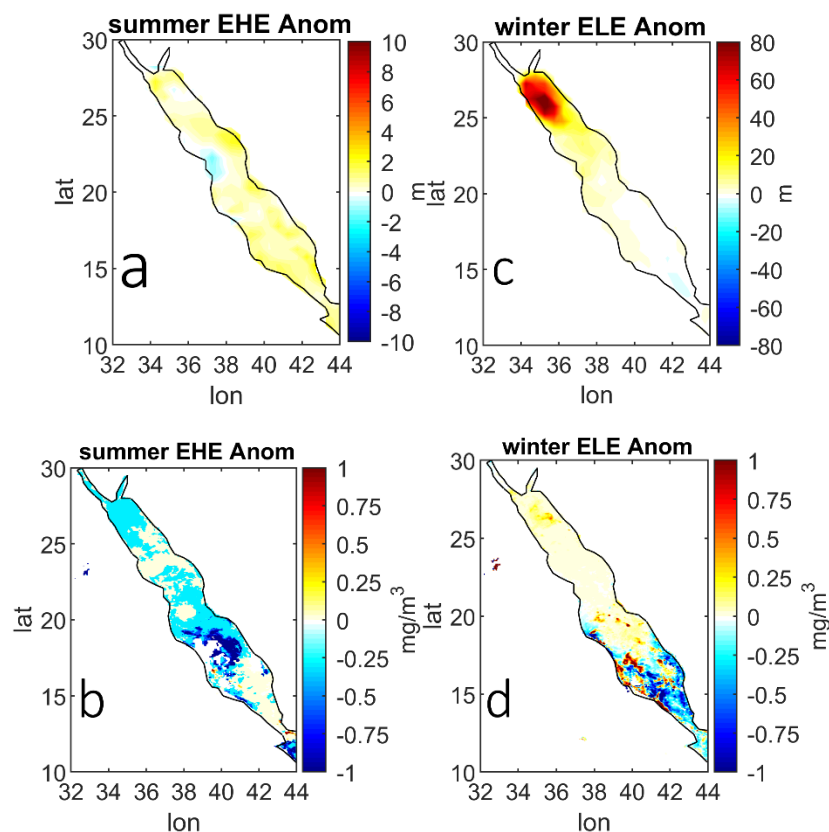 summer EHE Anom
30
25
20
15
10
lat
32 34 36 38 40 42 44
lon
10
8
6
4
2
0
-2
-4
-6
-8
-10
m
a
winter ELE Anom
30
25
20
15
10
lat
32 34 36 38 40 42 44
lon
80
60
40
20
0
-20
-40
-60
-80
m
c
summer EHE Anom
30
25
20
15
10
lat
32 34 36 38 40 42 44
lon
1
0.75
0.5
0.25
0
-0.25
-0.5
-0.75
-1
mg/m³
b
winter ELE Anom
30
25
20
15
10
lat
32 34 36 38 40 42 44
lon
1
0.75
0.5
0.25
0
-0.25
-0.5
-0.75
-1
mg/m³
d